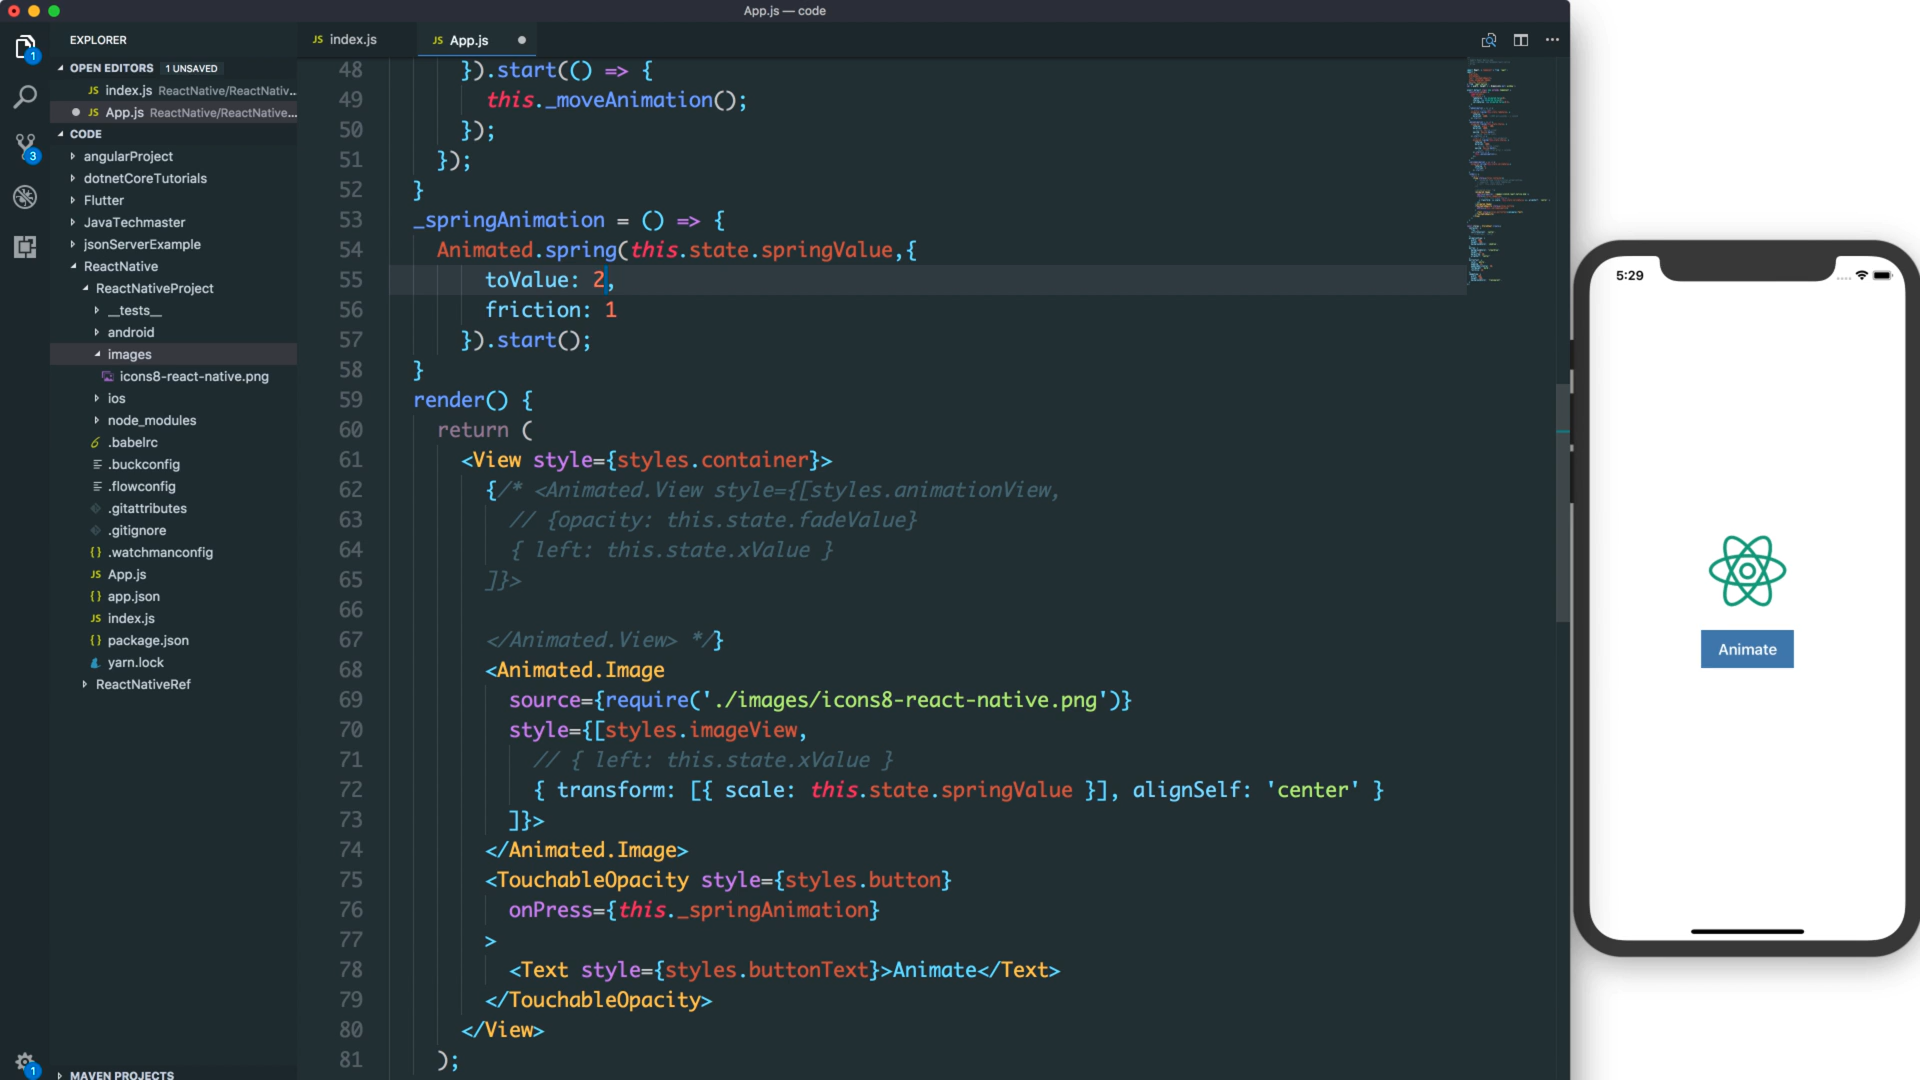 App.js — code
EXPLORER
OPEN EDITORS 1 UNSAVED
JS index.js ReactNative/ReactNativ...
JS App.js ReactNative/ReactNative...
CODE
angularProject
dotnetCoreTutorials
Flutter
JavaTechmaster
jsonServerExample
ReactNative
ReactNativeProject
__tests__
android
images
icons8-react-native.png
ios
node_modules
.babelrc
.buckconfig
.flowconfig
.gitattributes
.gitignore
{} .watchmanconfig
JS App.js
{} app.json
JS index.js
{} package.json
yarn.lock
ReactNativeRef
MAVEN PROJECTS
1
3
1
JS index.js
JS App.js
48 }).start(() => {
49 this._moveAnimation();
50 });
51 });
52 }
53 _springAnimation = () => {
54 Animated.spring(this.state.springValue,{
55 toValue: 2,
56 friction: 1
57 }).start();
58 }
59 render() {
60 return (
61 <View style={styles.container}>
62 {/* <Animated.View style={[styles.animationView,
63 // {opacity: this.state.fadeValue}
64 { left: this.state.xValue }
65 ]}>
66
67 </Animated.View> */}
68 <Animated.Image
69 source={require('./images/icons8-react-native.png')}
70 style={[styles.imageView,
71 // { left: this.state.xValue }
72 { transform: [{ scale: this.state.springValue }], alignSelf: 'center' }
73 ]}>
74 </Animated.Image>
75 <TouchableOpacity style={styles.button}
76 onPress={this._springAnimation}
77 >
78 <Text style={styles.buttonText}>Animate</Text>
79 </TouchableOpacity>
80 </View>
81 );
5:29
Animate